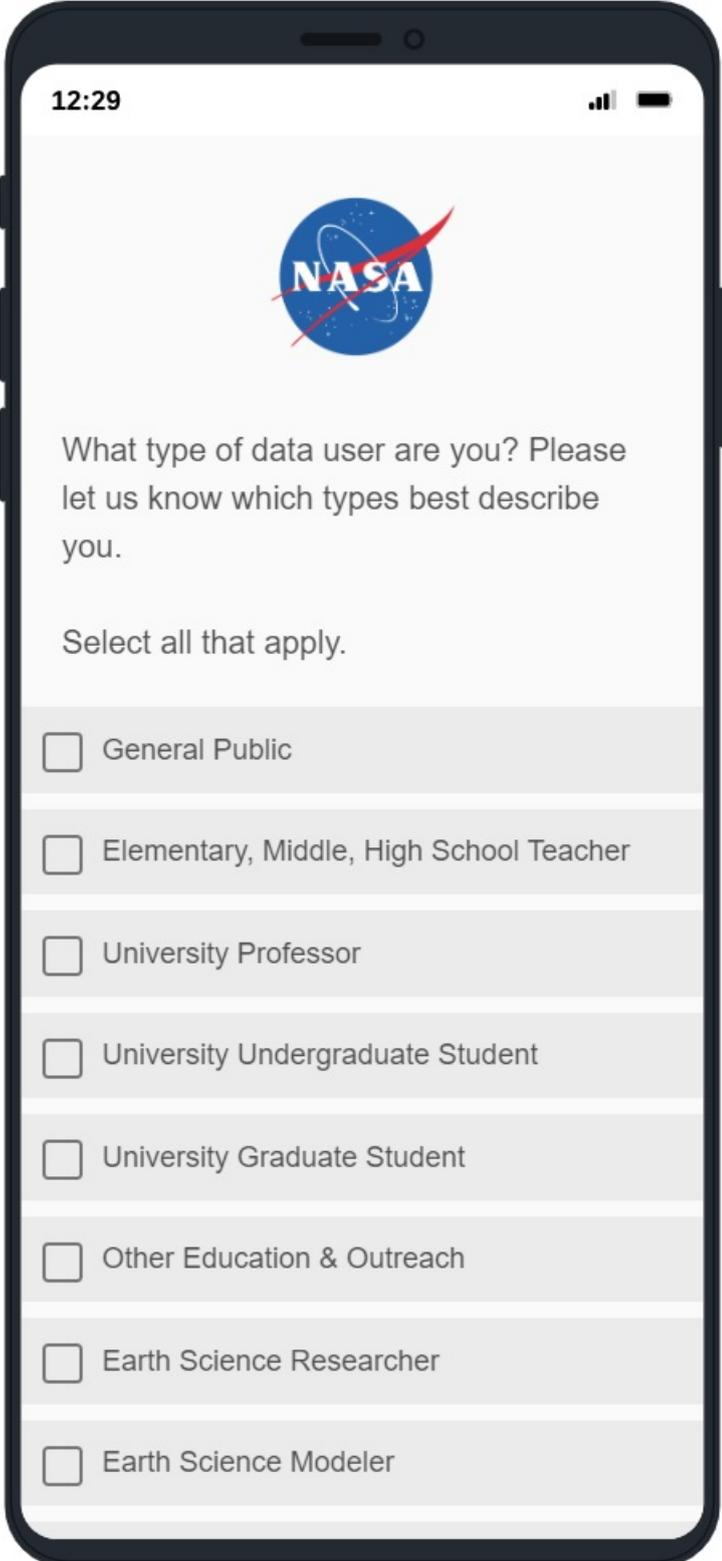 12:29
NASA
What type of data user are you? Please
let us know which types best describe
you.
Select all that apply.
General Public
Elementary, Middle, High School Teacher
University Professor
University Undergraduate Student
University Graduate Student
Other Education & Outreach
Earth Science Researcher
Earth Science Modeler